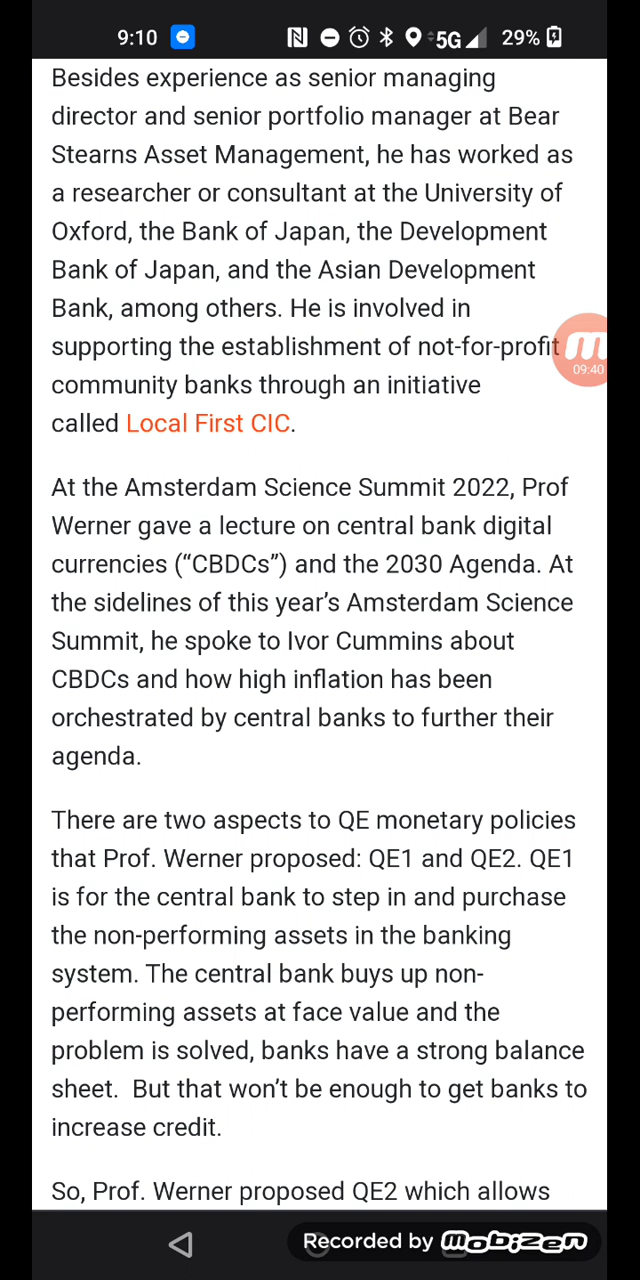 9:10
5G 29%
Besides experience as senior managing
director and senior portfolio manager at Bear
Stearns Asset Management, he has worked as
a researcher or consultant at the University of
Oxford, the Bank of Japan, the Development
Bank of Japan, and the Asian Development
Bank, among others. He is involved in
supporting the establishment of not-for-profit
community banks through an initiative
called Local First CIC.
m
09:40
At the Amsterdam Science Summit 2022, Prof
Werner gave a lecture on central bank digital
currencies (“CBDCs”) and the 2030 Agenda. At
the sidelines of this year’s Amsterdam Science
Summit, he spoke to Ivor Cummins about
CBDCs and how high inflation has been
orchestrated by central banks to further their
agenda.
There are two aspects to QE monetary policies
that Prof. Werner proposed: QE1 and QE2. QE1
is for the central bank to step in and purchase
the non-performing assets in the banking
system. The central bank buys up non-
performing assets at face value and the
problem is solved, banks have a strong balance
sheet.  But that won’t be enough to get banks to
increase credit.
So, Prof. Werner proposed QE2 which allows
Recorded by mobizen